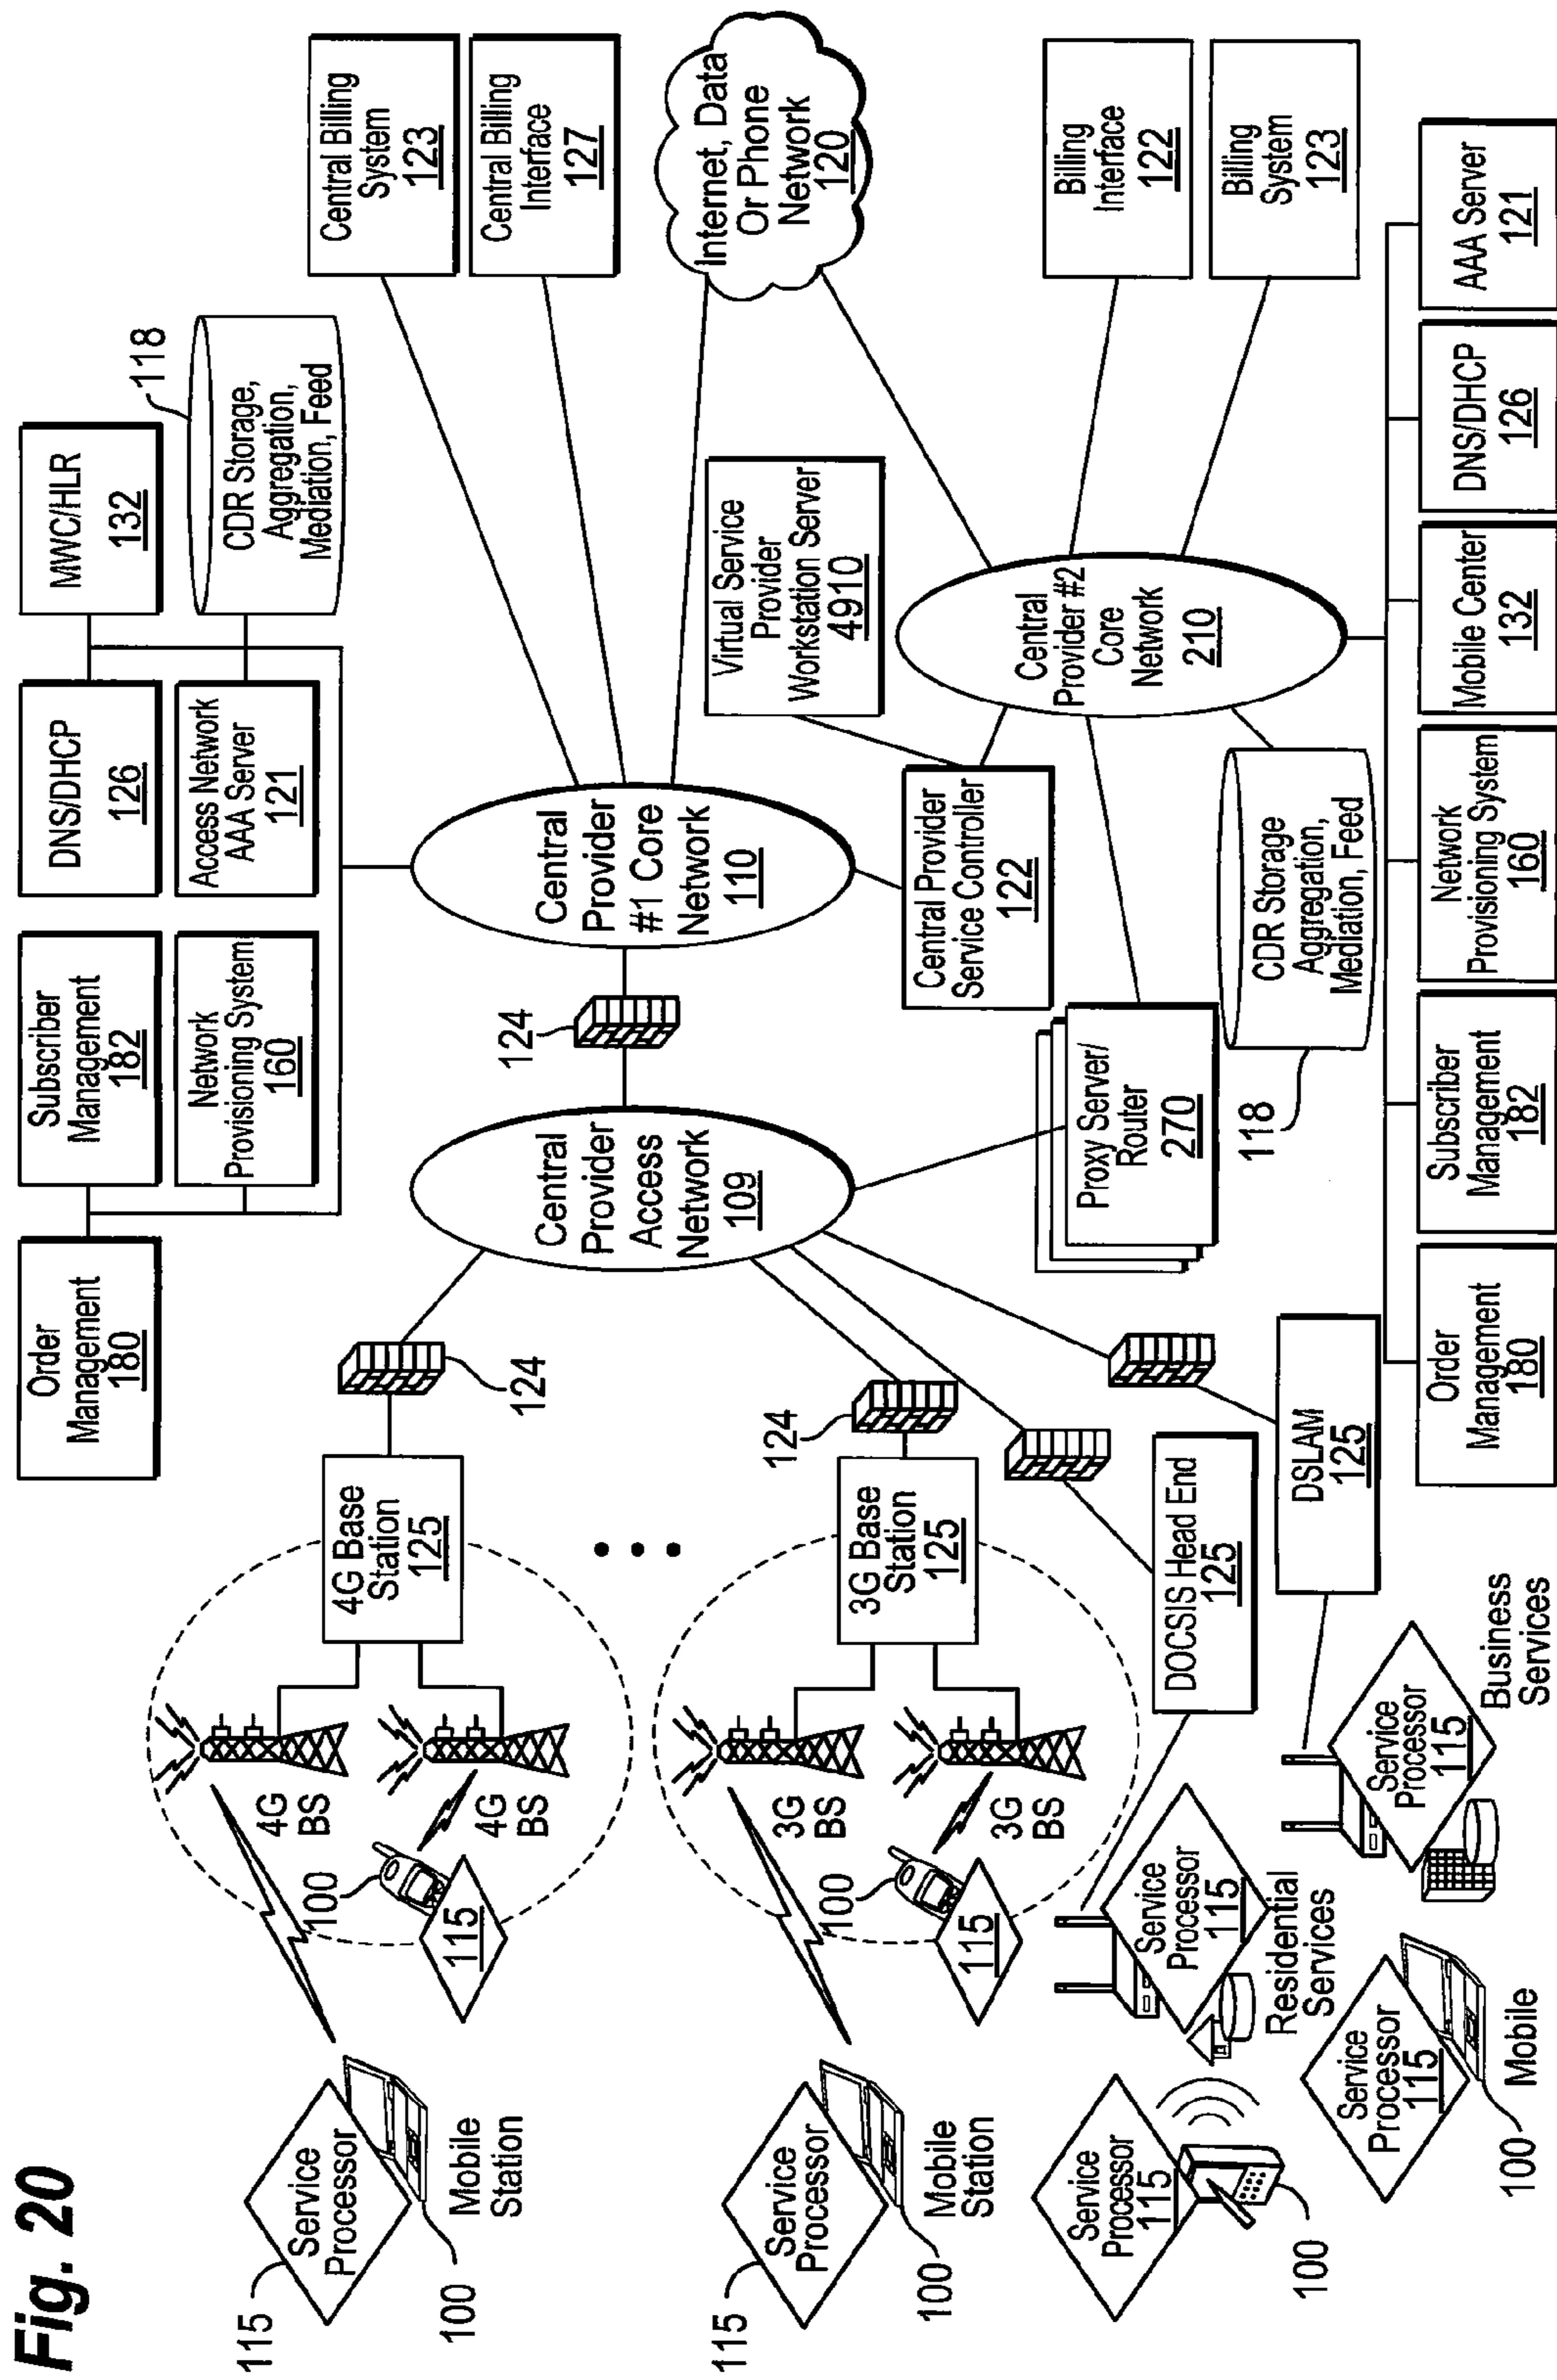 Fig. 20
Order
Management
180
Subscriber
Management
182
DNS/DHCP
126
MWC/HLR
132
Network
Provisioning System
160
Access Network
AAA Server
121
118
CDR Storage,
Aggregation,
Mediation, Feed
Central Billing
System
123
Central Billing
Interface
127
Internet, Data
Or Phone
Network
120
115
Service
Processor
100
Mobile
Station
4G
BS
100
4G
BS
115
4G Base
Station
125
124
Central
Provider
Access
Network
109
124
Central
Provider
#1 Core
Network
110
Virtual Service
Provider
Workstation Server
4910
115
Service
Processor
100
Mobile
Station
3G
BS
100
3G
BS
115
3G Base
Station
125
124
Central Provider
Service Controller
122
Central
Provider #2
Core
Network
210
Billing
Interface
122
Billing
System
123
Proxy Server/
Router
270
118
CDR Storage
Aggregation,
Mediation, Feed
DOCSIS Head End
125
DSLAM
125
Service
Processor
115
100
Service
Processor
115
Residential
Services
Service
Processor
115
Business
Services
Service
Processor
115
100
Mobile
Order
Management
180
Subscriber
Management
182
Network
Provisioning System
160
Mobile Center
132
DNS/DHCP
126
AAA Server
121